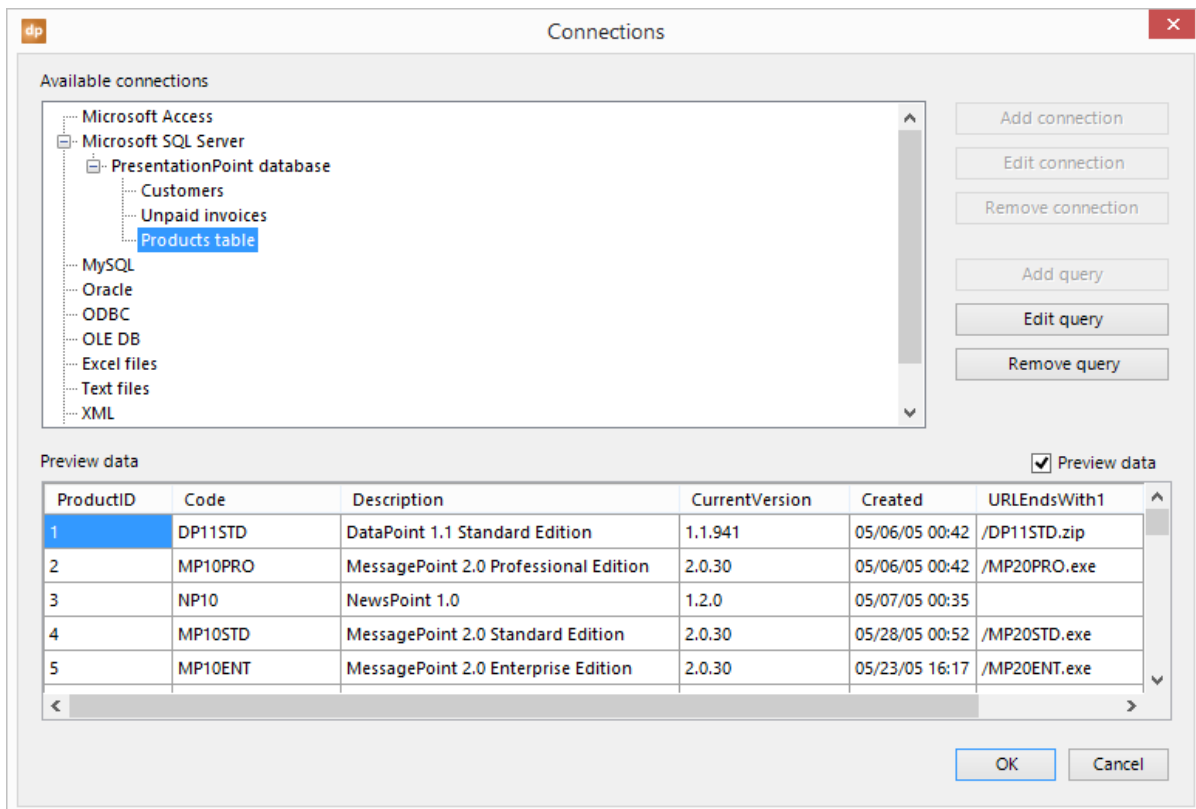 dp
Connections
Available connections
Microsoft Access
Microsoft SQL Server
PresentationPoint database
Customers
Unpaid invoices
Products table
MySQL
Oracle
ODBC
OLE DB
Excel files
Text files
XML
Add connection
Edit connection
Remove connection
Add query
Edit query
Remove query
Preview data
Preview data
ProductID Code Description CurrentVersion Created URLEndsWith1
1 DP11STD DataPoint 1.1 Standard Edition 1.1.941 05/06/05 00:42 /DP11STD.zip
2 MP10PRO MessagePoint 2.0 Professional Edition 2.0.30 05/06/05 00:42 /MP20PRO.exe
3 NP10 NewsPoint 1.0 1.2.0 05/07/05 00:35
4 MP10STD MessagePoint 2.0 Standard Edition 2.0.30 05/28/05 00:52 /MP20STD.exe
5 MP10ENT MessagePoint 2.0 Enterprise Edition 2.0.30 05/23/05 16:17 /MP20ENT.exe
OK Cancel